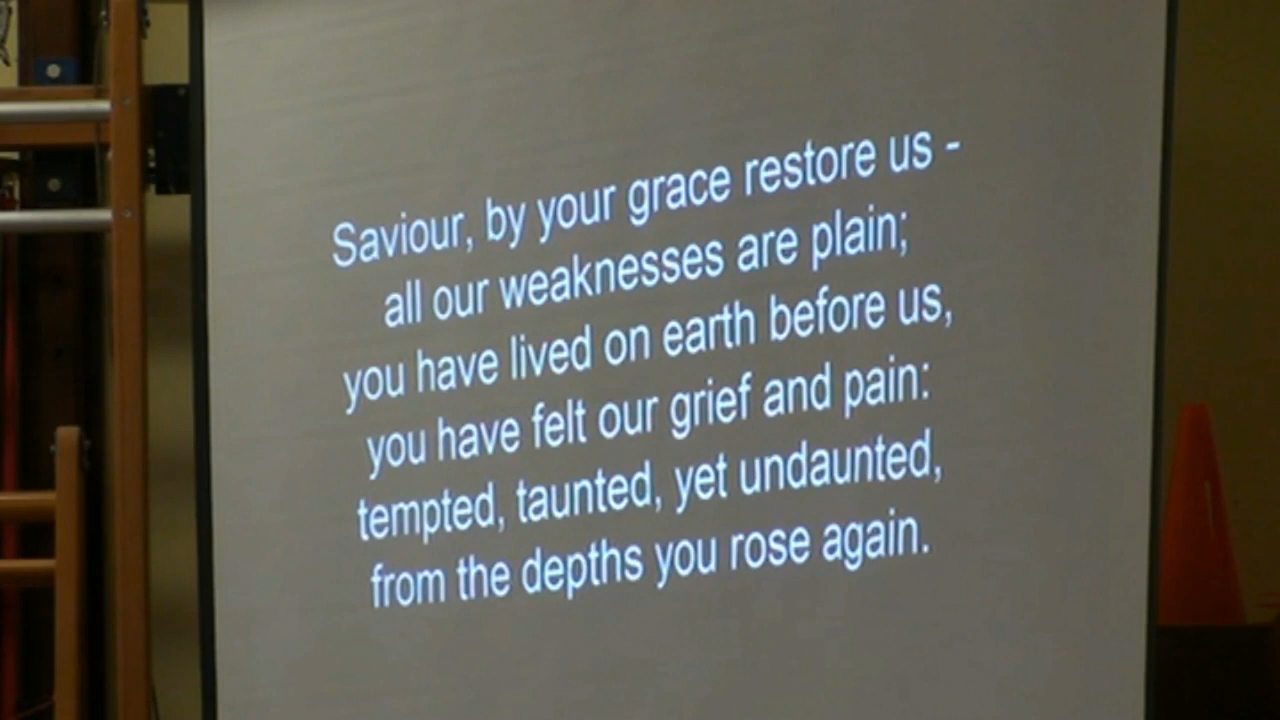 Saviour, by your grace restore us -
all our weaknesses are plain;
you have lived on earth before us,
you have felt our grief and pain:
tempted, taunted, yet undaunted,
from the depths you rose again.